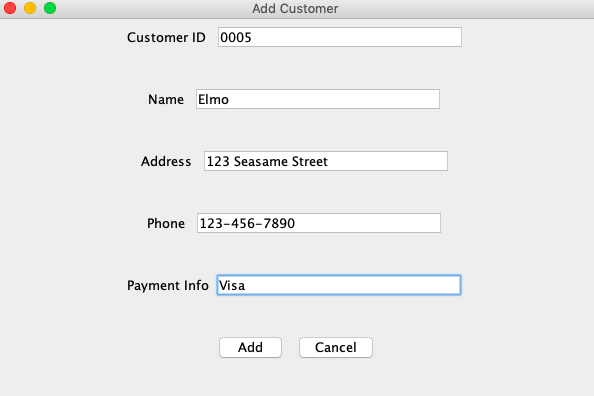 Add Customer
Customer ID 0005
Name Elmo
Address 123 Seasame Street
Phone 123-456-7890
Payment Info Visa
Add Cancel